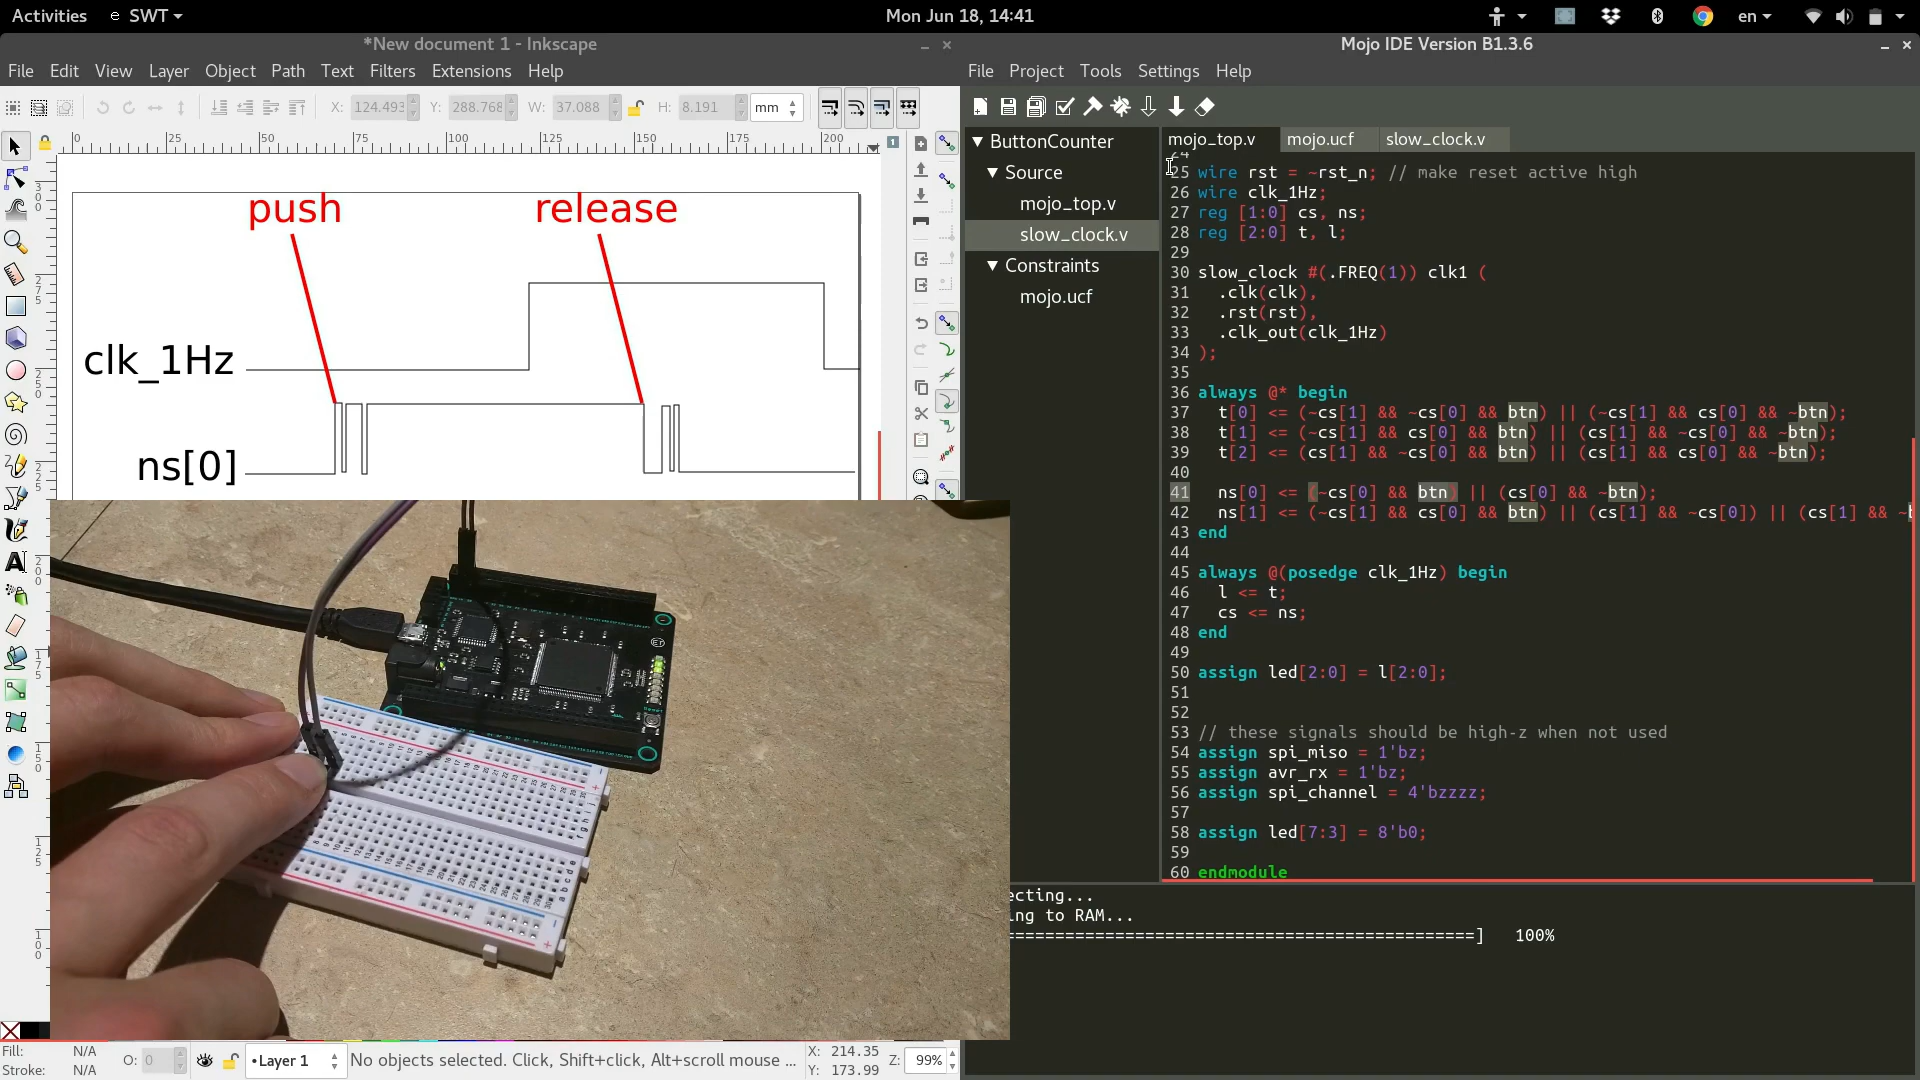 Activities
SWT
Mon Jun 18, 14:41
en
*New document 1 - Inkscape
File Edit View Layer Object Path Text Filters Extensions Help
X: 124.493 Y: 288.768 W: 37.088 H: 8.191 mm
0 25 50 75 100 125 150 175 200
push
release
clk_1Hz
ns[0]
Fill: N/A
Stroke: N/A
O: 0
•Layer 1
No objects selected. Click, Shift+click, Alt+scroll mouse ...
X: 214.35
Y: 173.99
Z: 99%
Mojo IDE Version B1.3.6
File Project Tools Settings Help
ButtonCounter
Source
mojo_top.v
slow_clock.v
Constraints
mojo.ucf
mojo_top.v mojo.ucf slow_clock.v
24
25 wire rst = ~rst_n; // make reset active high
26 wire clk_1Hz;
27 reg [1:0] cs, ns;
28 reg [2:0] t, l;
29
30 slow_clock #(.FREQ(1)) clk1 (
31 .clk(clk),
32 .rst(rst),
33 .clk_out(clk_1Hz)
34 );
35
36 always @* begin
37 t[0] <= (~cs[1] && ~cs[0] && btn) || (~cs[1] && cs[0] && ~btn);
38 t[1] <= (~cs[1] && cs[0] && btn) || (cs[1] && ~cs[0] && ~btn);
39 t[2] <= (cs[1] && ~cs[0] && btn) || (cs[1] && cs[0] && ~btn);
40
41 ns[0] <= (~cs[0] && btn) || (cs[0] && ~btn);
42 ns[1] <= (~cs[1] && cs[0] && btn) || (cs[1] && ~cs[0]) || (cs[1] && ~
43 end
44
45 always @(posedge clk_1Hz) begin
46 l <= t;
47 cs <= ns;
48 end
49
50 assign led[2:0] = l[2:0];
51
52
53 // these signals should be high-z when not used
54 assign spi_miso = 1'bz;
55 assign avr_rx = 1'bz;
56 assign spi_channel = 4'bzzzz;
57
58 assign led[7:3] = 8'b0;
59
60 endmodule
ecting...
ng to RAM...
=============================================] 100%